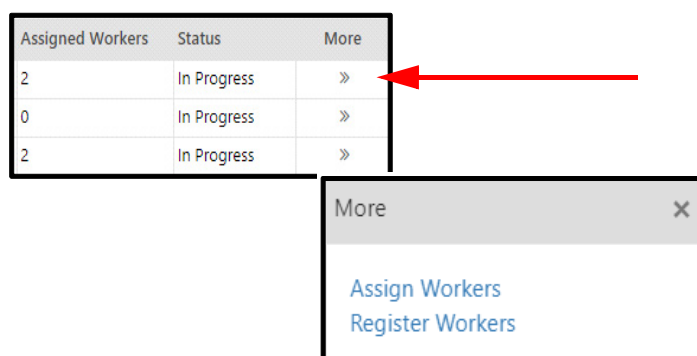 Assigned Workers Status More
2 In Progress »
0 In Progress »
2 In Progress »
More ×
Assign Workers
Register Workers